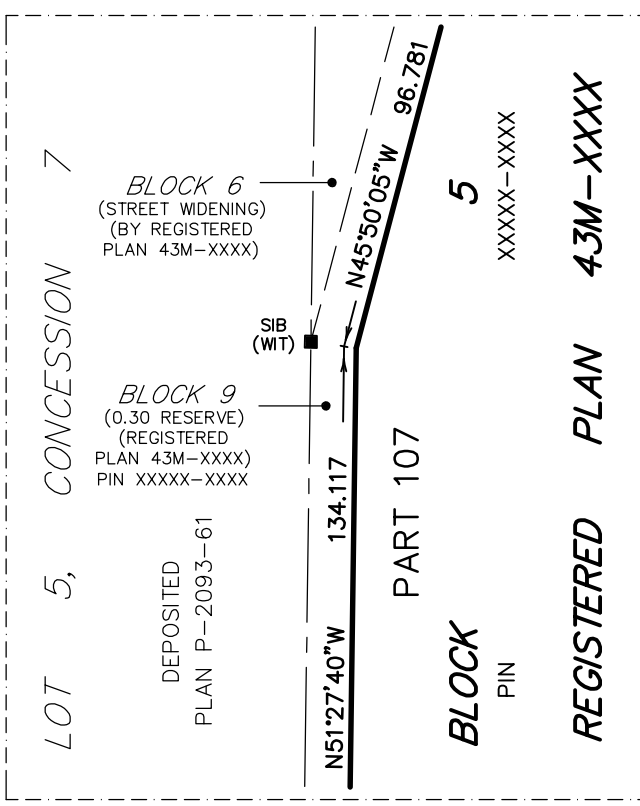 LOT 5, CONCESSION 7
DEPOSITED
PLAN P-2093-61
BLOCK 6
(STREET WIDENING)
(BY REGISTERED
PLAN 43M-XXXX)
SIB
(WIT)
BLOCK 9
(0.30 RESERVE)
(REGISTERED
PLAN 43M-XXXX)
PIN XXXXX-XXXX
N51°27'40"W 134.117
N45°50'05"W 96.781
PART 107
BLOCK 5
PIN XXXXX-XXXX
REGISTERED PLAN 43M-XXXX